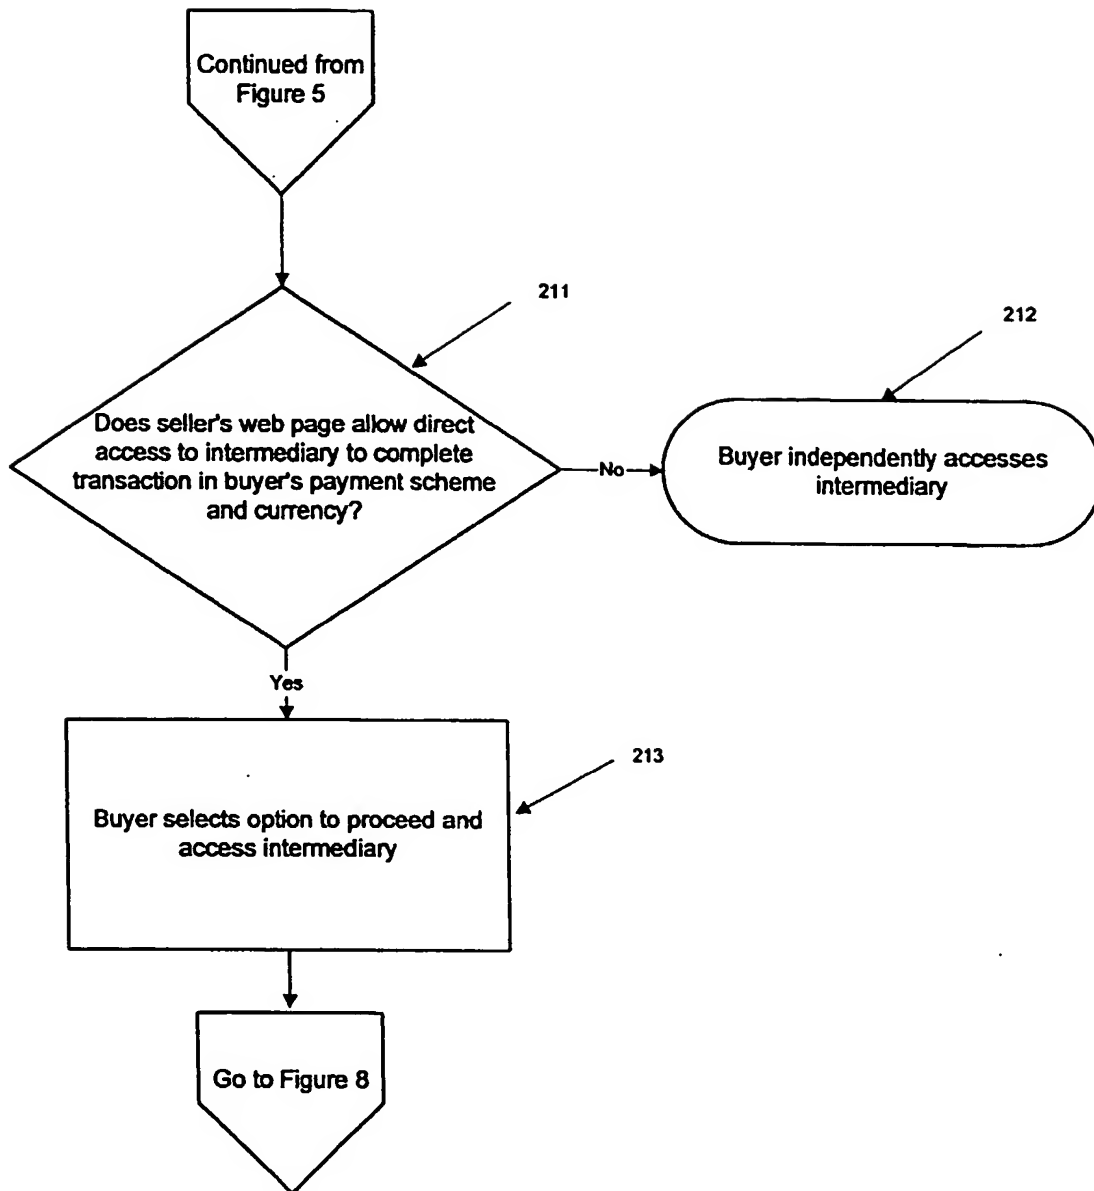 Continued from
Figure 5
211
212
Does seller's web page allow direct
access to intermediary to complete
transaction in buyer's payment scheme
and currency?
No
Buyer independently accesses
intermediary
Yes
213
Buyer selects option to proceed and
access intermediary
Go to Figure 8